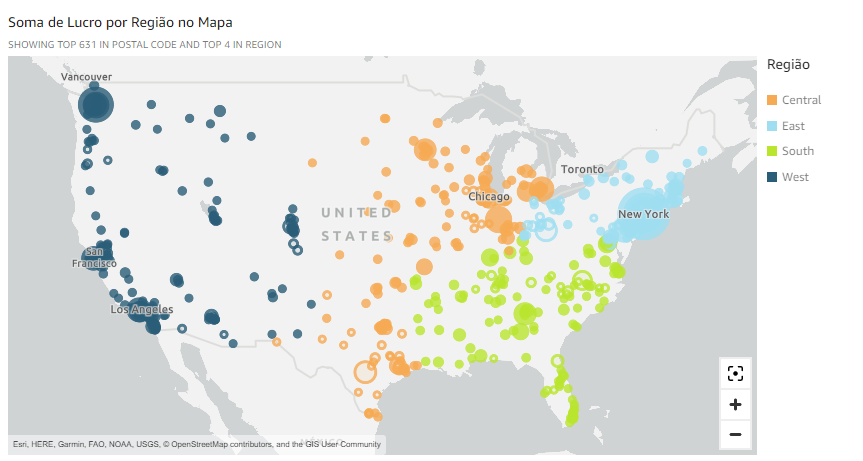 Soma de Lucro por Região no Mapa
SHOWING TOP 631 IN POSTAL CODE AND TOP 4 IN REGION
Região
Central
East
South
West
Vancouver
Toronto
Chicago
New York
UNITED
STATES
San
Francisco
Los Angeles
Esri, HERE, Garmin, FAO, NOAA, USGS, © OpenStreetMap contributors, and the GIS User Community